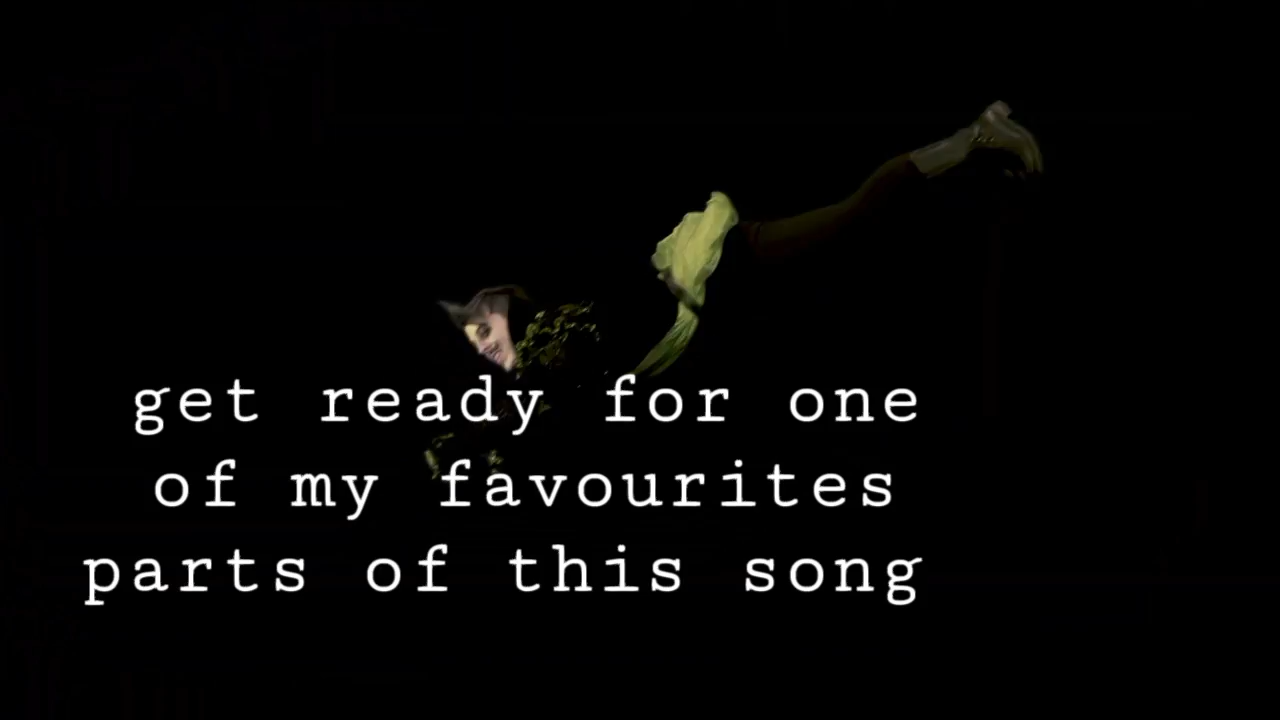 get ready for one
of my favourites
parts of this song